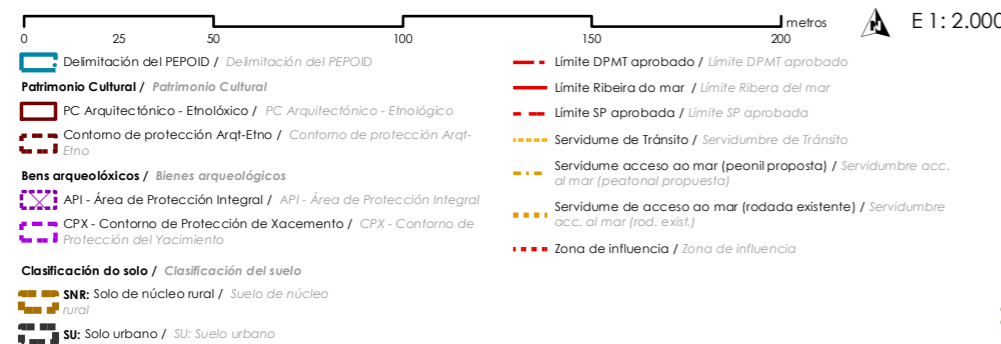 metros
0 25 50 100 150 200
E 1: 2.000
Delimitación del PEPOID / Delimitación del PEPOID
Patrimonio Cultural / Patrimonio Cultural
PC Arquitectónico - Etnolóxico / PC Arquitectónico - Etnológico
Contorno de protección Arqt-Etno / Contorno de protección Arqt-
Etno
Bens arqueolóxicos / Bienes arqueológicos
API - Área de Protección Integral / API - Área de Protección Integral
CPX - Contorno de Protección de Xacemento / CPX - Contorno de
Protección del Yacimiento
Clasificación do solo / Clasificación del suelo
SNR: Solo de núcleo rural / Suelo de núcleo
rural
SU: Solo urbano / SU: Suelo urbano
Límite DPMT aprobado / Límite DPMT aprobado
Límite Ribeira do mar / Límite Ribera del mar
Límite SP aprobada / Límite SP aprobada
Servidume de Tránsito / Servidumbre de Tránsito
Servidume acceso ao mar (peonil proposta) / Servidumbre acc.
al mar (peatonal propuesta)
Servidume de acceso ao mar (rodada existente) / Servidumbre
acc. al mar (rod. exist.)
Zona de influencia / Zona de influencia